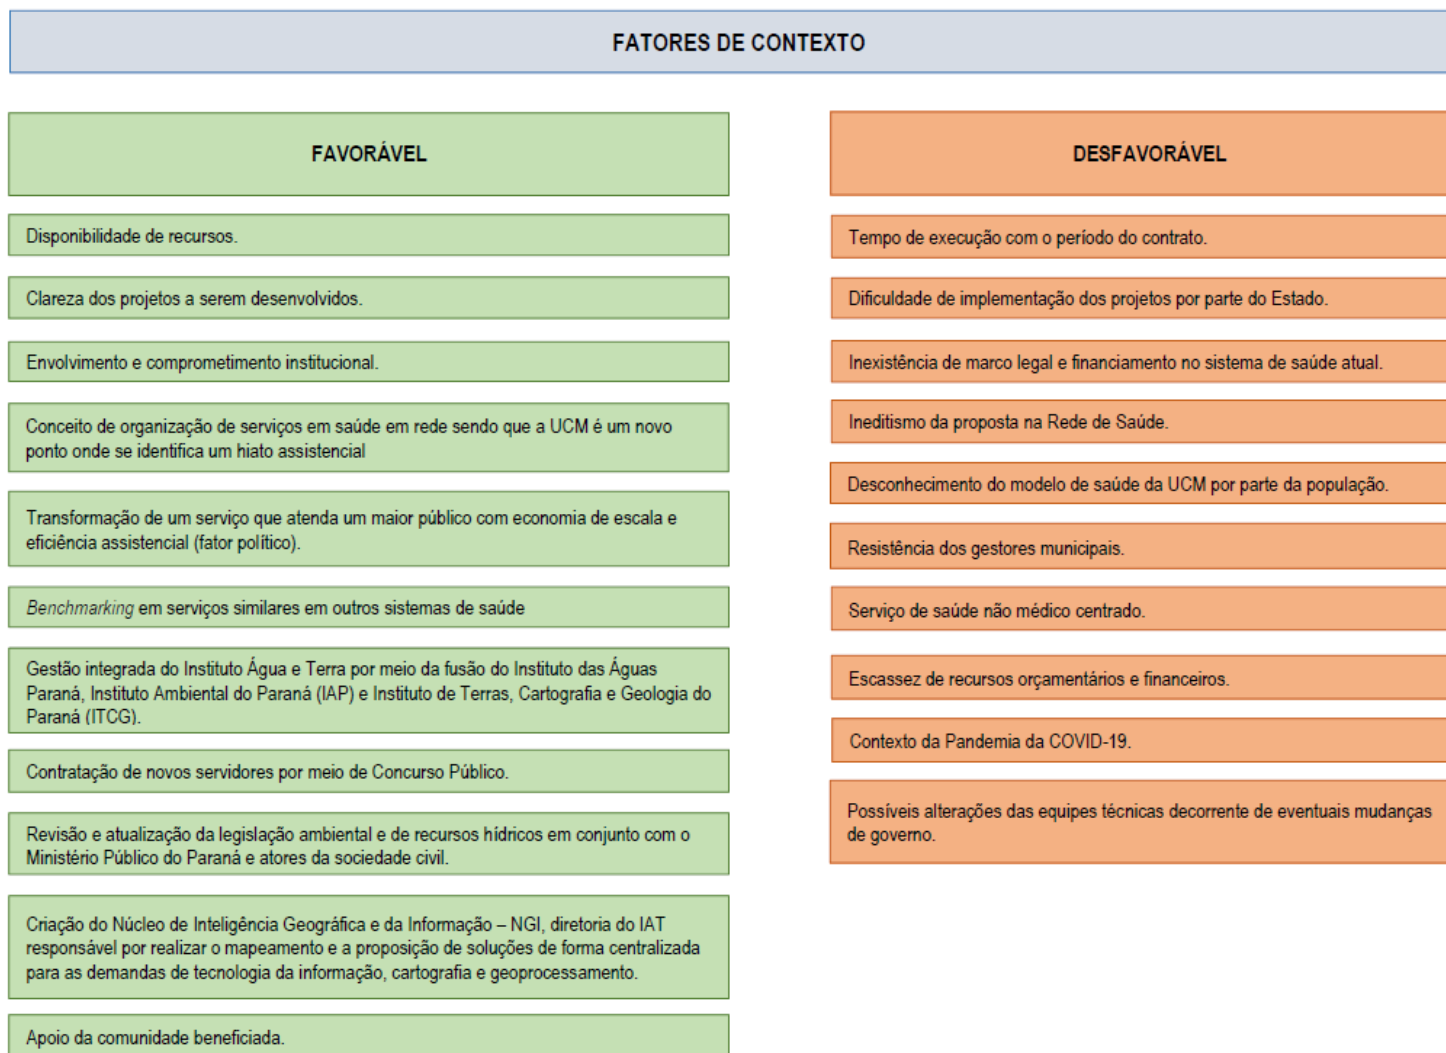 FATORES DE CONTEXTO
FAVORÁVEL
Disponibilidade de recursos.
Clareza dos projetos a serem desenvolvidos.
Envolvimento e comprometimento institucional.
Conceito de organização de serviços em saúde em rede sendo que a UCM é um novo
ponto onde se identifica um hiato assistencial
Transformação de um serviço que atenda um maior público com economia de escala e
eficiência assistencial (fator político).
Benchmarking em serviços similares em outros sistemas de saúde
Gestão integrada do Instituto Água e Terra por meio da fusão do Instituto das Águas
Paraná, Instituto Ambiental do Paraná (IAP) e Instituto de Terras, Cartografia e Geologia do
Paraná (ITCG).
Contratação de novos servidores por meio de Concurso Público.
Revisão e atualização da legislação ambiental e de recursos hídricos em conjunto com o
Ministério Público do Paraná e atores da sociedade civil.
Criação do Núcleo de Inteligência Geográfica e da Informação – NGI, diretoria do IAT
responsável por realizar o mapeamento e a proposição de soluções de forma centralizada
para as demandas de tecnologia da informação, cartografia e geoprocessamento.
Apoio da comunidade beneficiada.
DESFAVORÁVEL
Tempo de execução com o período do contrato.
Dificuldade de implementação dos projetos por parte do Estado.
Inexistência de marco legal e financiamento no sistema de saúde atual.
Ineditismo da proposta na Rede de Saúde.
Desconhecimento do modelo de saúde da UCM por parte da população.
Resistência dos gestores municipais.
Serviço de saúde não médico centrado.
Escassez de recursos orçamentários e financeiros.
Contexto da Pandemia da COVID-19.
Possíveis alterações das equipes técnicas decorrente de eventuais mudanças
de governo.